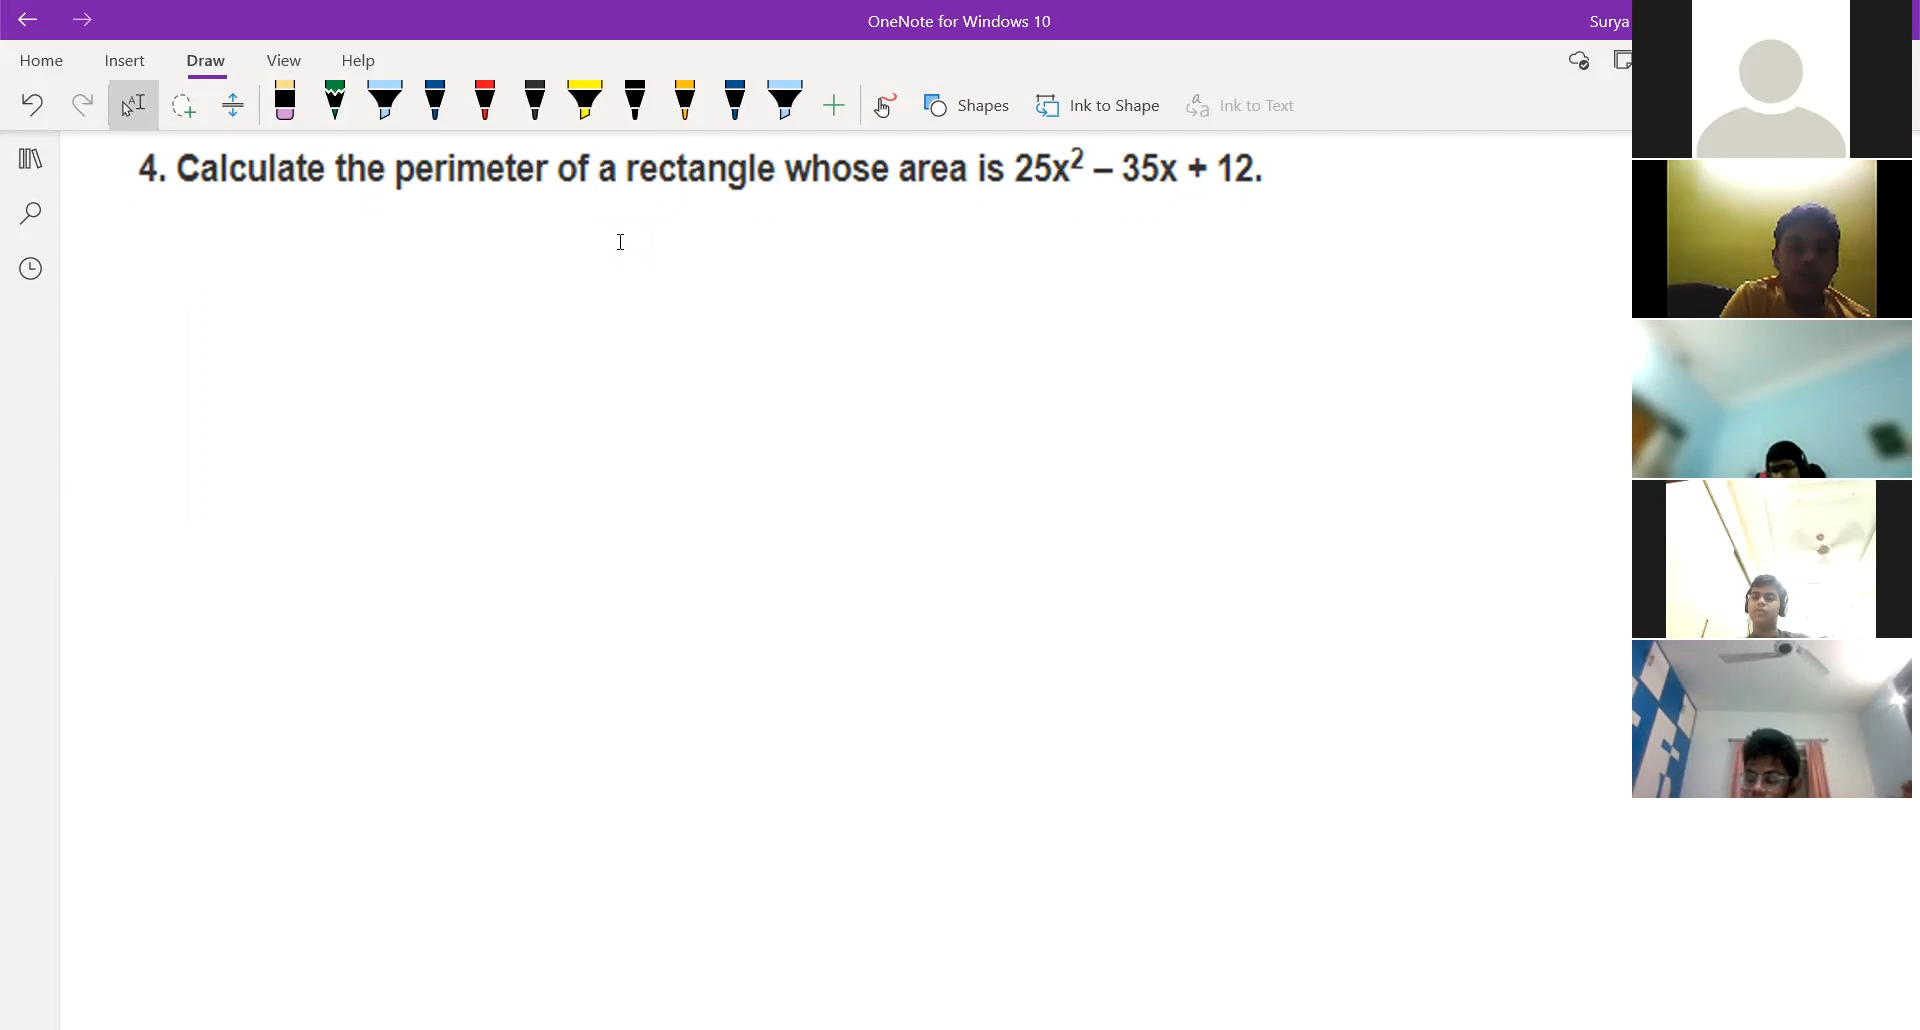 OneNote for Windows 10
Surya
Home Insert Draw View Help
Shapes Ink to Shape Ink to Text
4. Calculate the perimeter of a rectangle whose area is 25x² – 35x + 12.